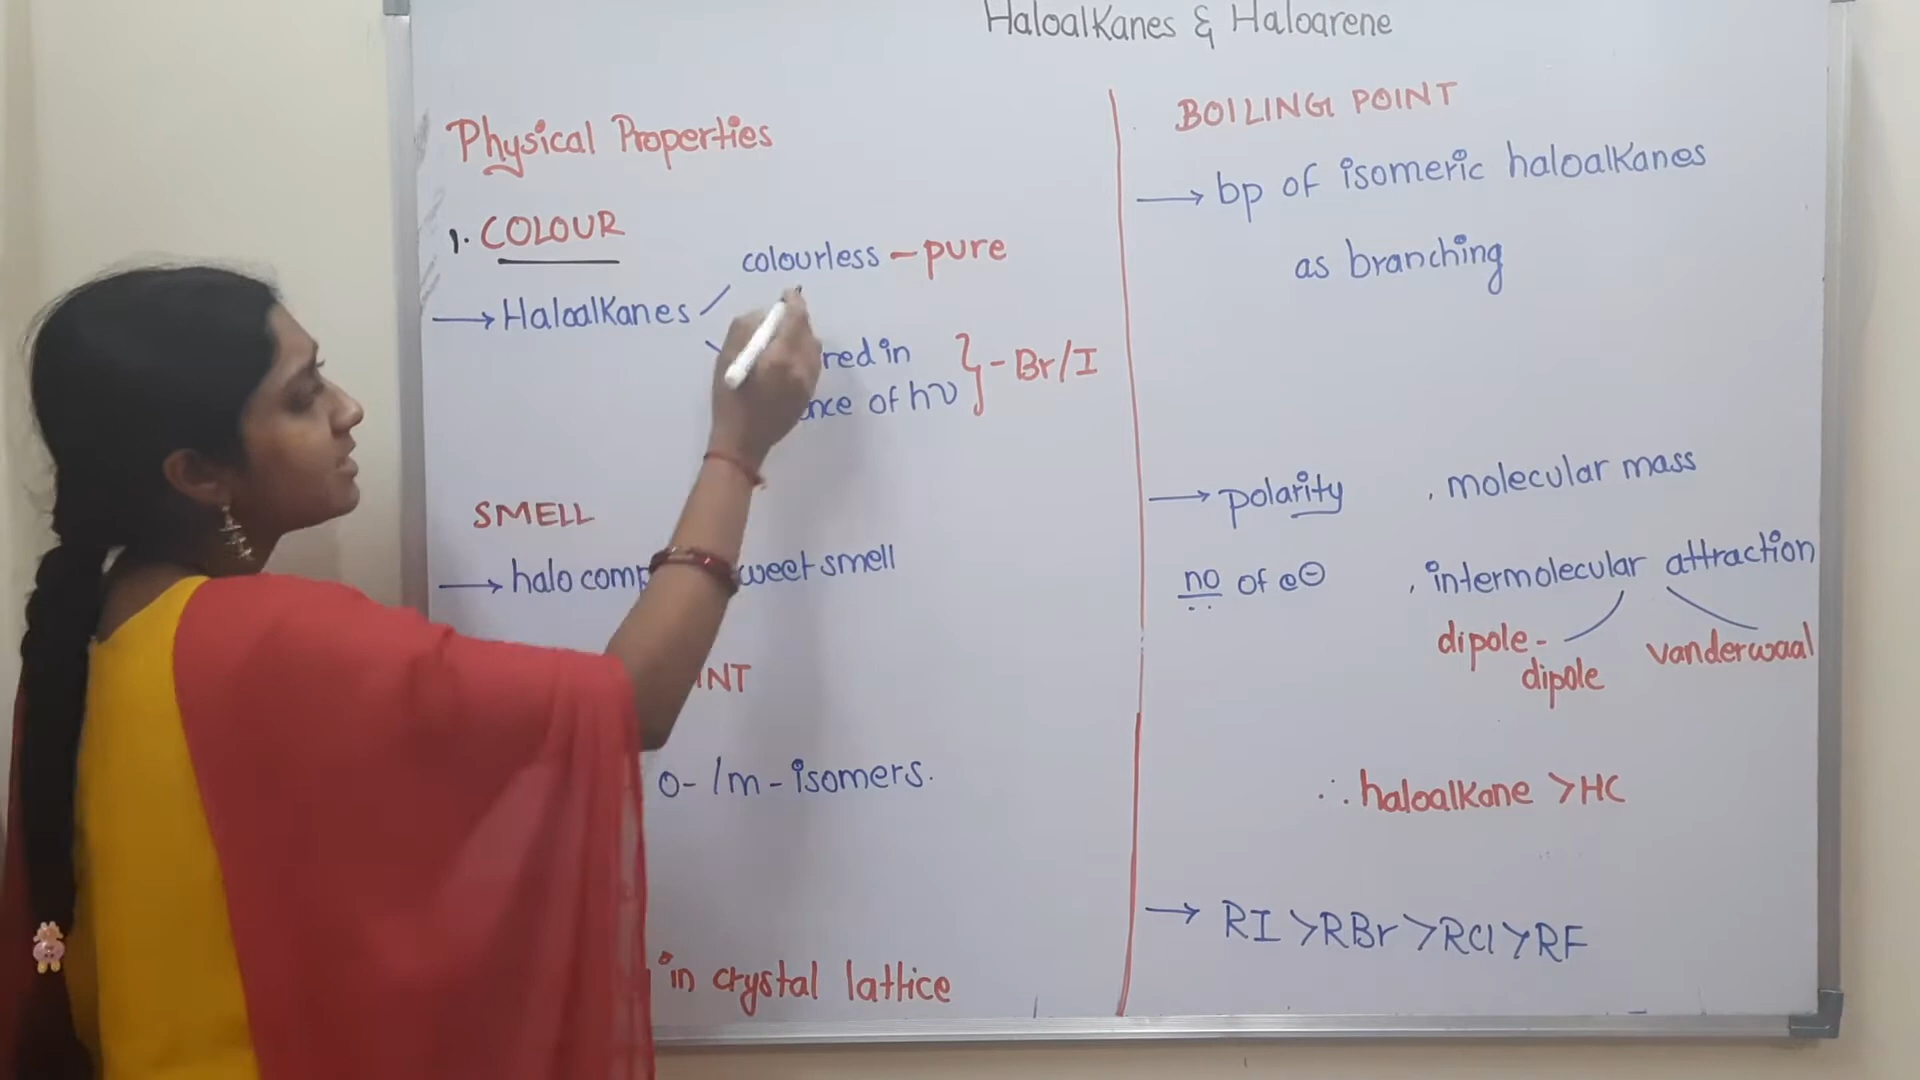 Haloalkanes & Haloarene
Physical Properties
1. COLOUR
colourless - pure
→ Haloalkanes
red in
nce of hν } - Br/I
SMELL
→ halo comp weet smell
INT
o- /m - isomers.
in crystal lattice
BOILING POINT
→ bp of isomeric haloalkanes
as branching
→ polarity , molecular mass
no of e⊖ , intermolecular attraction
dipole- vanderwaal
dipole
∴ haloalkane > HC
→ RI > RBr > RCl > RF